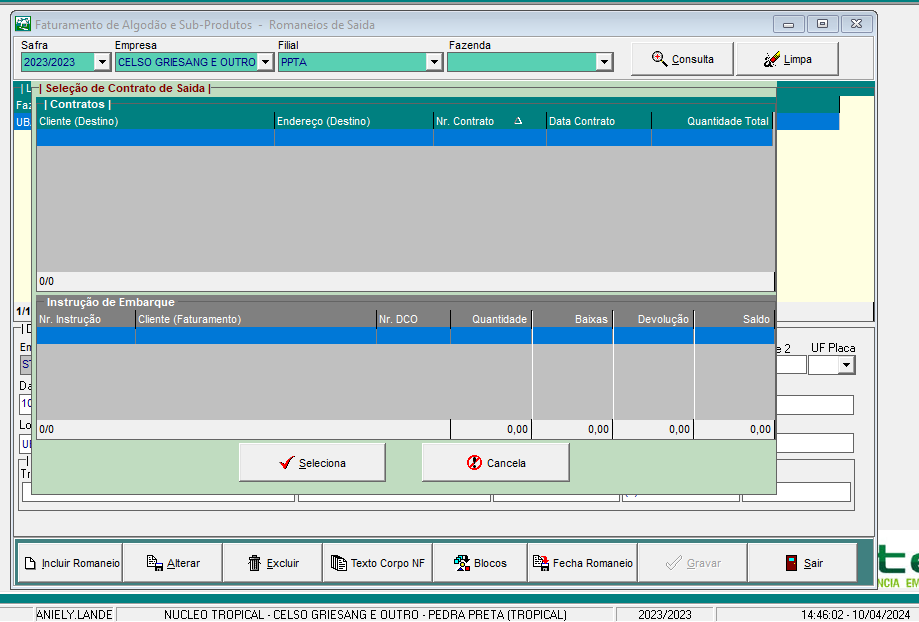 Faturamento de Algodão e Sub-Produtos - Romaneios de Saida
Safra Empresa Filial Fazenda
2023/2023 CELSO GRIESANG E OUTRO PPTA
Consulta Limpa
| Seleção de Contrato de Saida |
| Contratos |
Cliente (Destino) Endereço (Destino) Nr. Contrato Δ Data Contrato Quantidade Total
0/0
Instrução de Embarque
Nr. Instrução Cliente (Faturamento) Nr. DCO Quantidade Baixas Devolução Saldo
UF Placa
0/0 0,00 0,00 0,00 0,00
Seleciona Cancela
Incluir Romaneio Alterar Excluir Texto Corpo NF Blocos Fecha Romaneio Gravar Sair
ANIELY.LANDE NUCLEO TROPICAL - CELSO GRIESANG E OUTRO - PEDRA PRETA (TROPICAL) 2023/2023 14:46:02 - 10/04/2024